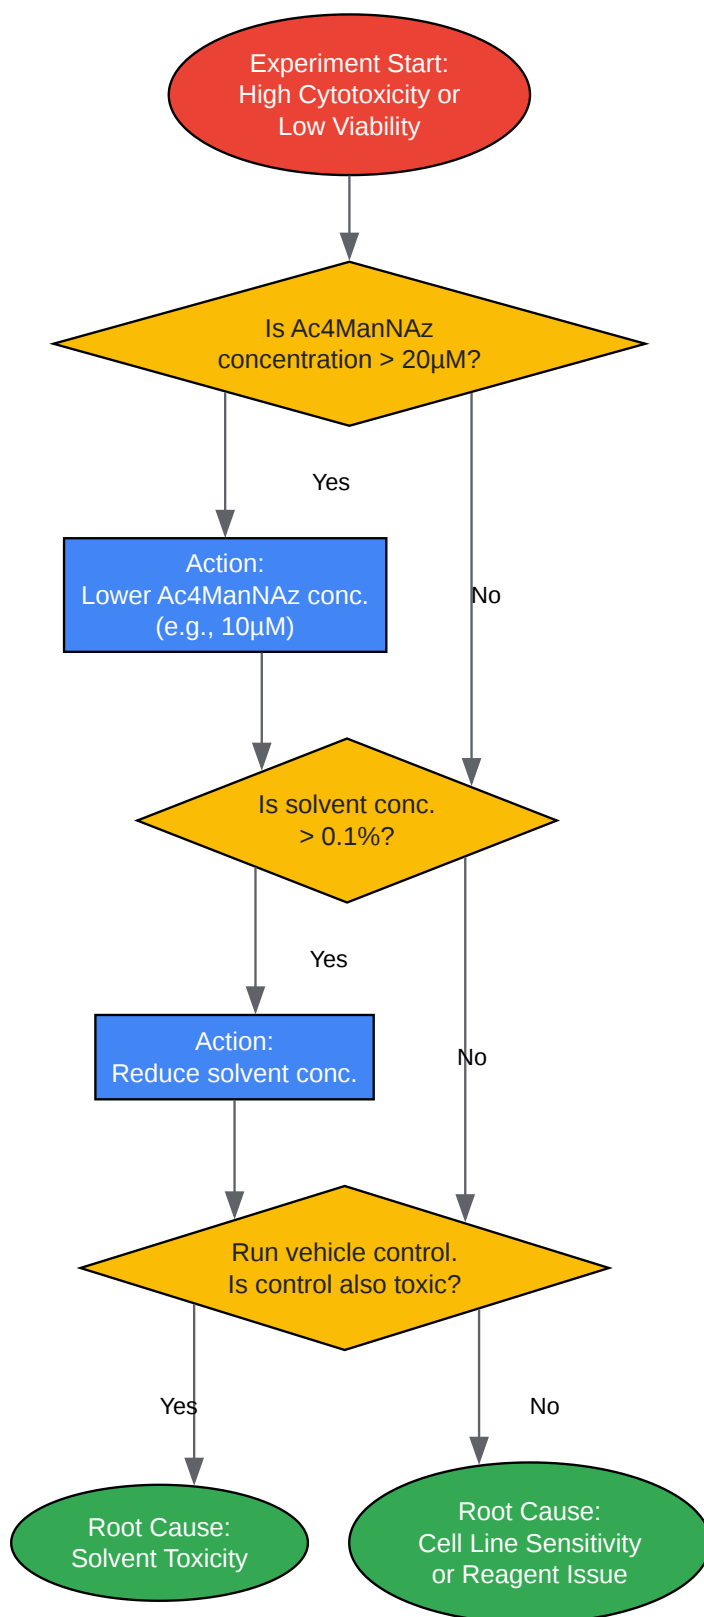 Experiment Start:
High Cytotoxicity or
Low Viability
Is Ac4ManNAz
concentration > 20µM?
Yes
Action:
Lower Ac4ManNAz conc.
(e.g., 10µM)
No
Is solvent conc.
> 0.1%?
Yes
Action:
Reduce solvent conc.
No
Run vehicle control.
Is control also toxic?
Yes
No
Root Cause:
Solvent Toxicity
Root Cause:
Cell Line Sensitivity
or Reagent Issue